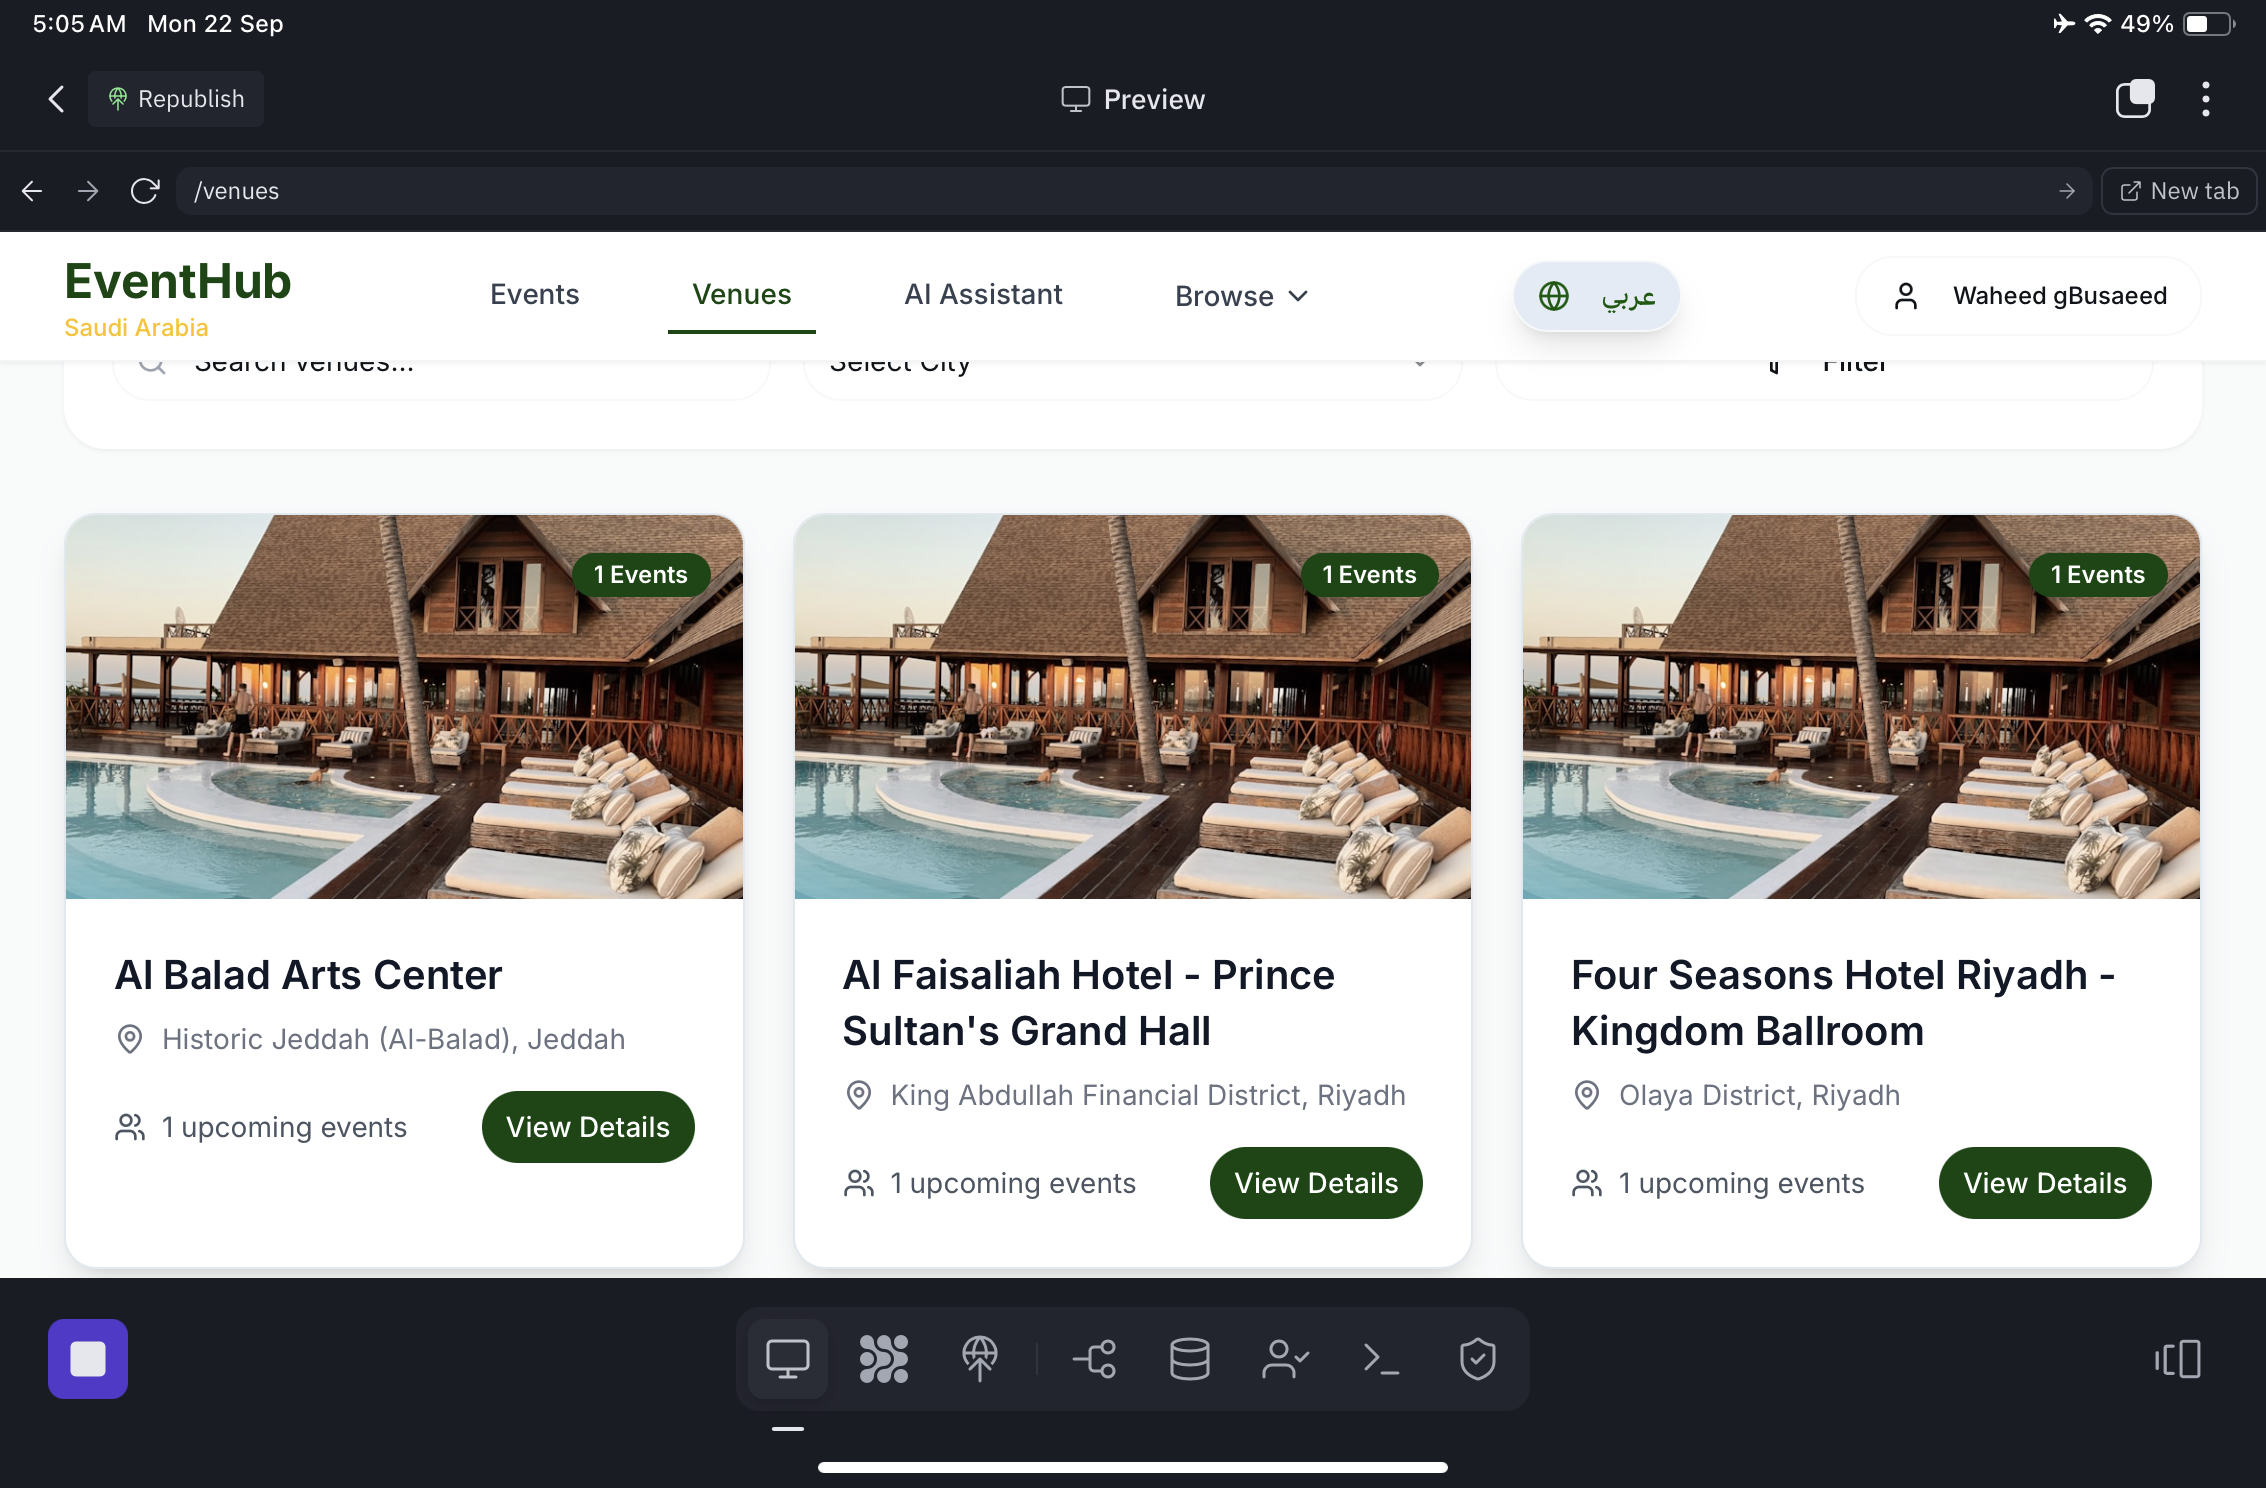 5:05 AM Mon 22 Sep
49%
Republish
Preview
/venues
New tab
EventHub
Saudi Arabia
Events
Venues
AI Assistant
Browse
عربي
Waheed gBusaeed
Search venues...
Select City
Filter
1 Events
1 Events
1 Events
Al Balad Arts Center
Historic Jeddah (Al-Balad), Jeddah
1 upcoming events
View Details
Al Faisaliah Hotel - Prince
Sultan's Grand Hall
King Abdullah Financial District, Riyadh
1 upcoming events
View Details
Four Seasons Hotel Riyadh -
Kingdom Ballroom
Olaya District, Riyadh
1 upcoming events
View Details